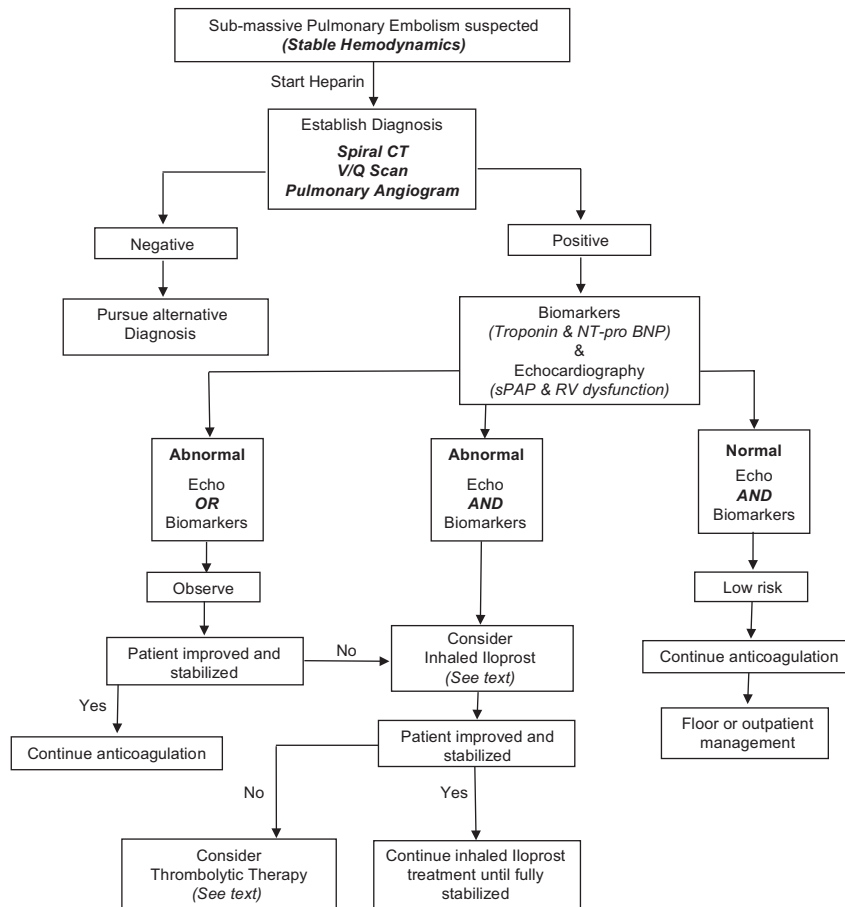 Sub-massive Pulmonary Embolism suspected
(Stable Hemodynamics)
Start Heparin
Establish Diagnosis
Spiral CT
V/Q Scan
Pulmonary Angiogram
Negative
Positive
Pursue alternative
Diagnosis
Biomarkers
(Troponin & NT-pro BNP)
&
Echocardiography
(sPAP & RV dysfunction)
Abnormal
Echo
OR
Biomarkers
Abnormal
Echo
AND
Biomarkers
Normal
Echo
AND
Biomarkers
Observe
Low risk
Patient improved and
stabilized
No
Consider
Inhaled Iloprost
(See text)
Continue anticoagulation
Yes
Continue anticoagulation
Patient improved and
stabilized
Floor or outpatient
management
No
Yes
Consider
Thrombolytic Therapy
(See text)
Continue inhaled Iloprost
treatment until fully
stabilized